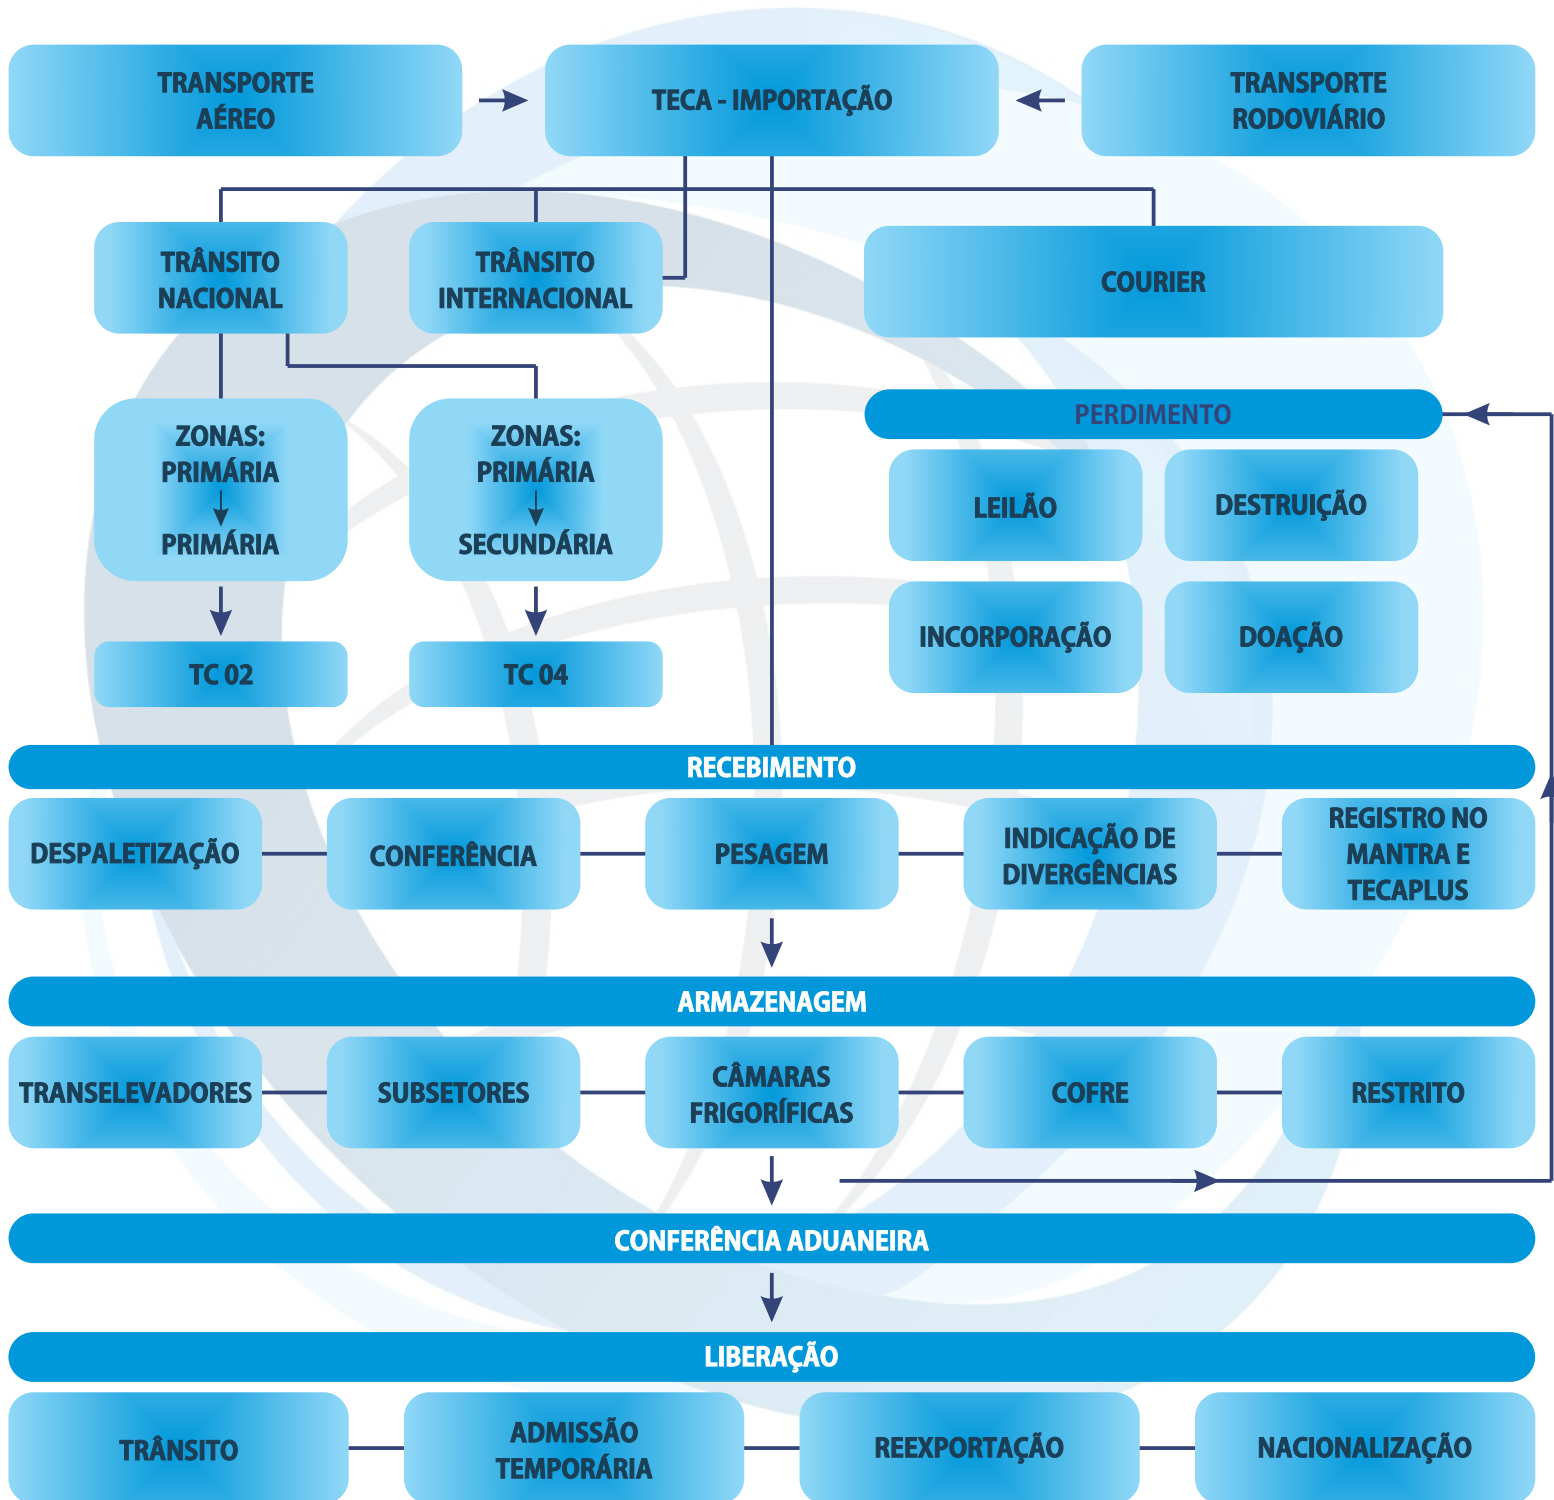 TRANSPORTE
AÉREO
TECA - IMPORTAÇÃO
TRANSPORTE
RODOVIÁRIO
TRÂNSITO
NACIONAL
TRÂNSITO
INTERNACIONAL
COURIER
ZONAS:
PRIMÁRIA
PRIMÁRIA
ZONAS:
PRIMÁRIA
SECUNDÁRIA
TC 02
TC 04
PERDIMENTO
LEILÃO
DESTRUIÇÃO
INCORPORAÇÃO
DOAÇÃO
RECEBIMENTO
DESPALETIZAÇÃO
CONFERÊNCIA
PESAGEM
INDICAÇÃO DE
DIVERGÊNCIAS
REGISTRO NO
MANTRA E
TECAPLUS
ARMAZENAGEM
TRANSELEVADORES
SUBSETORES
CÂMARAS
FRIGORÍFICAS
COFRE
RESTRITO
CONFERÊNCIA ADUANEIRA
LIBERAÇÃO
TRÂNSITO
ADMISSÃO
TEMPORÁRIA
REEXPORTAÇÃO
NACIONALIZAÇÃO